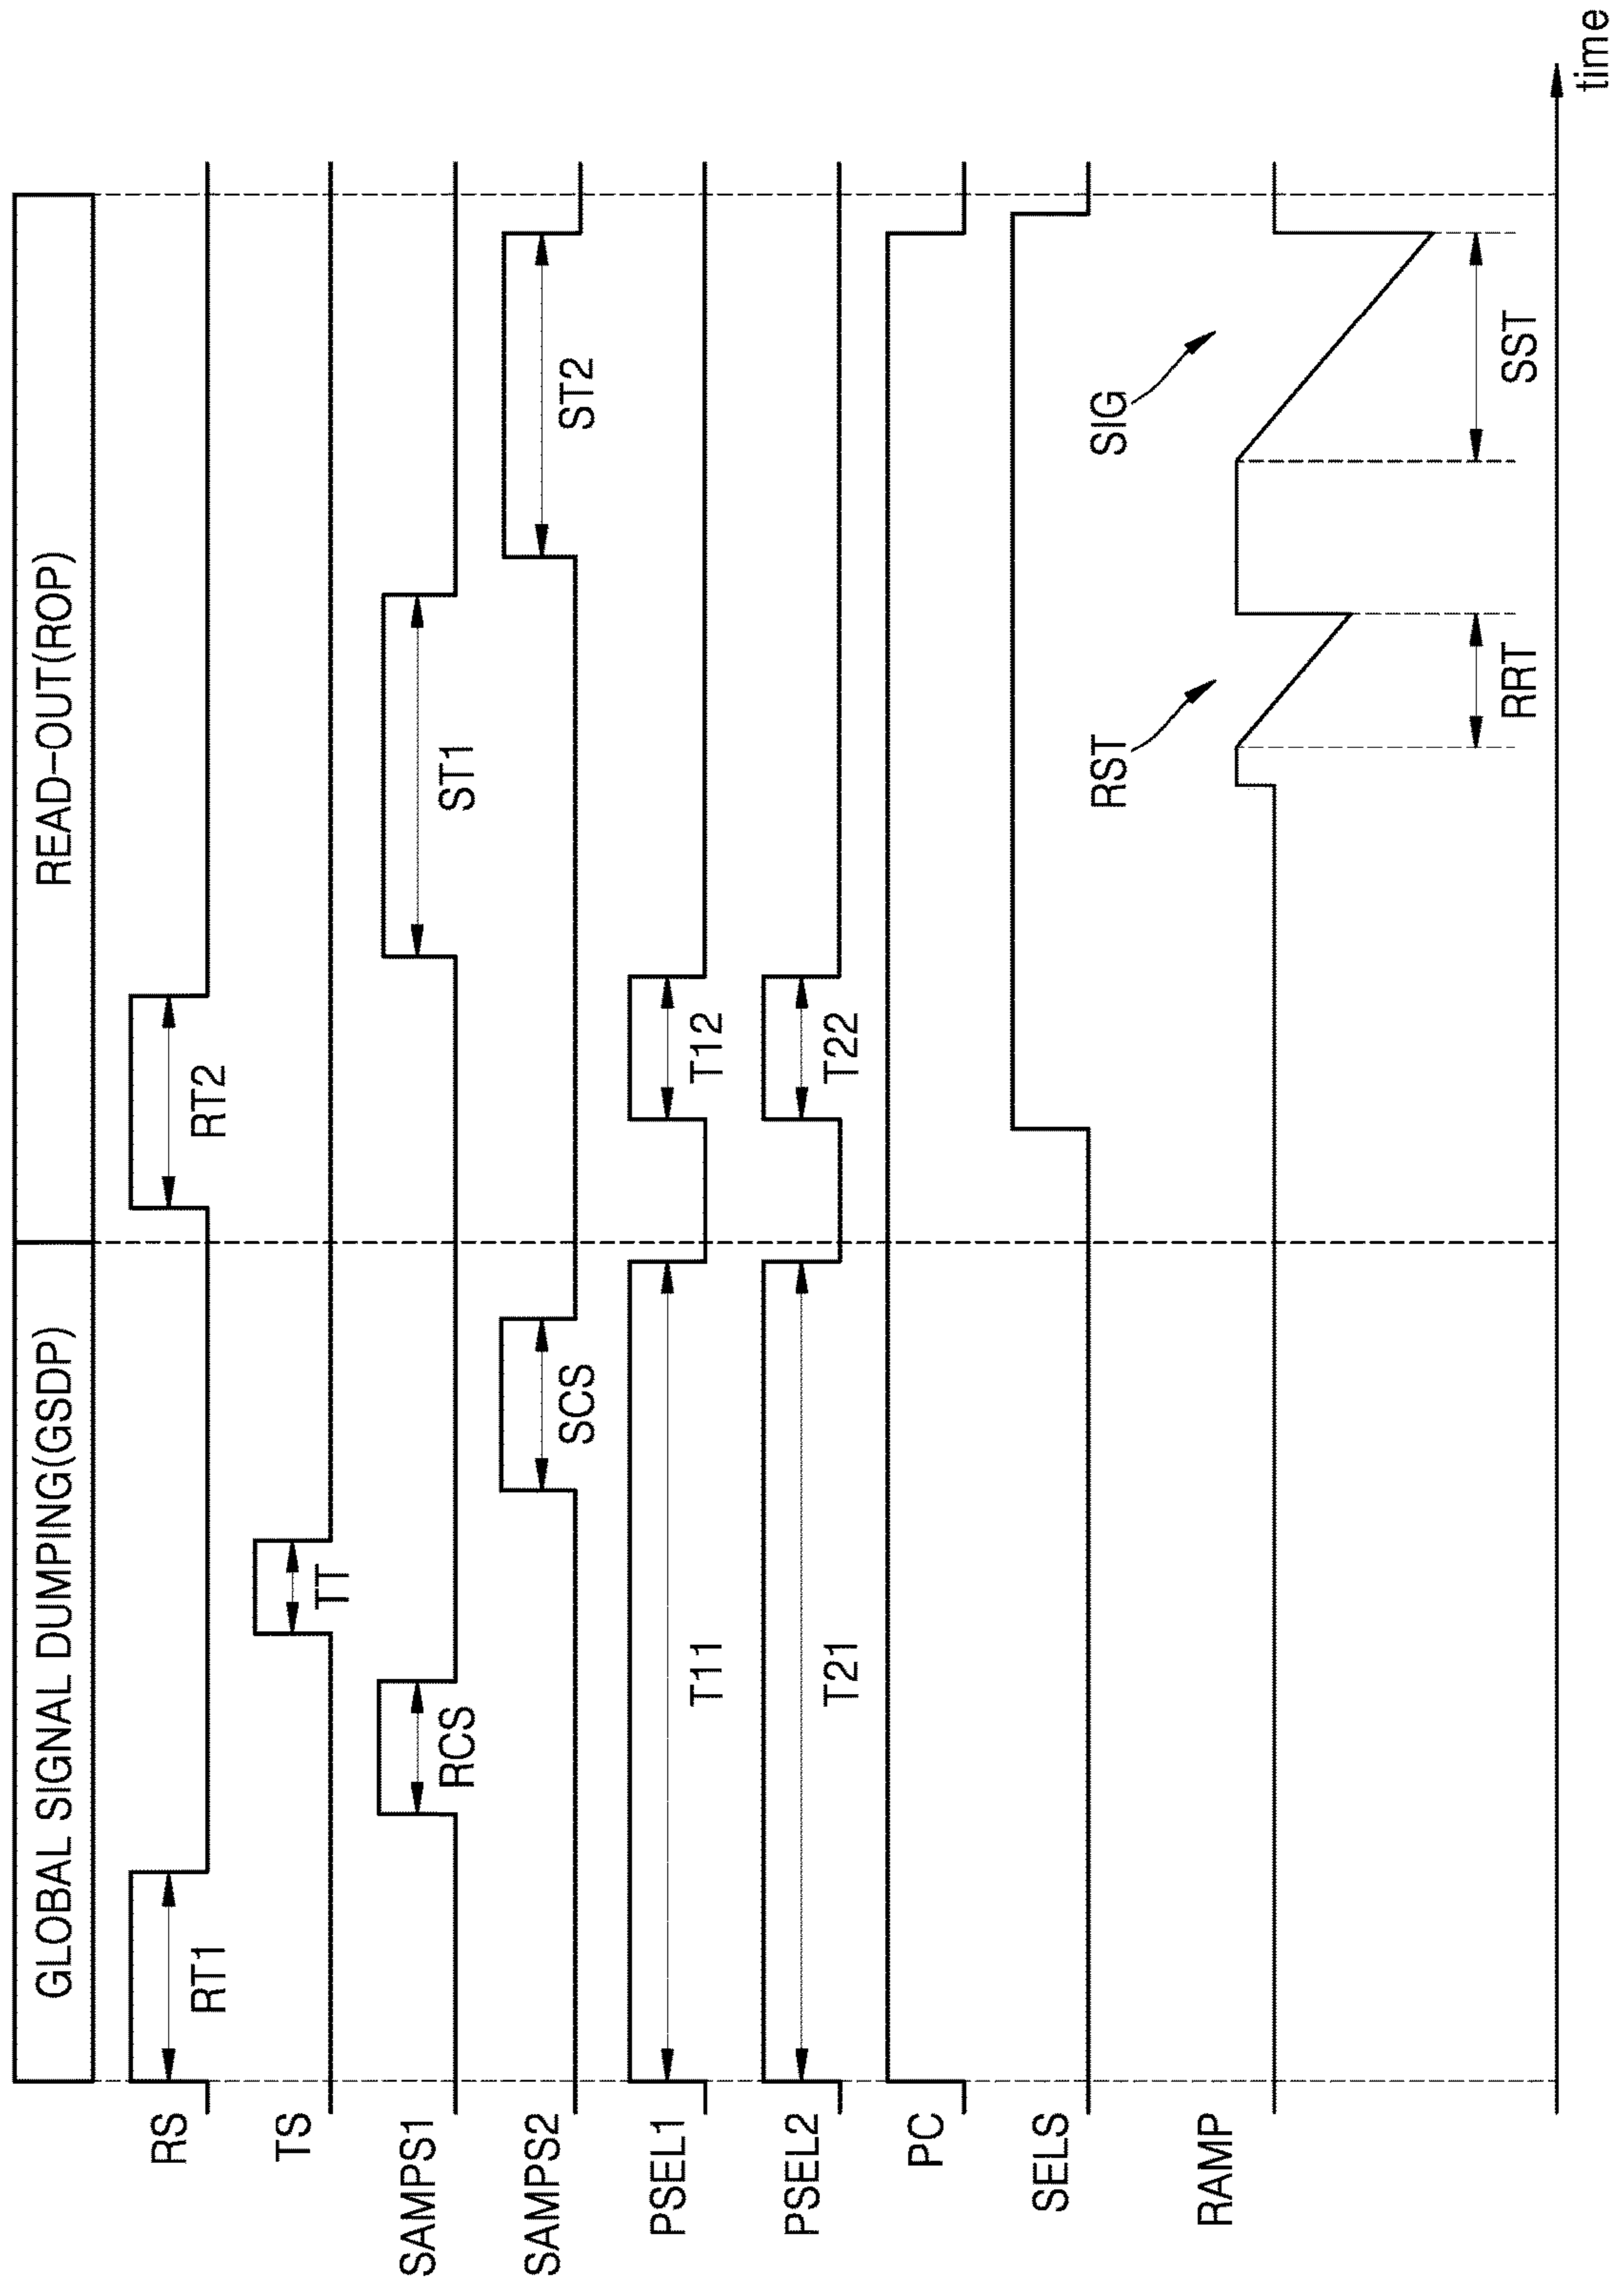 GLOBAL SIGNAL DUMPING(GSDP)
READ-OUT(ROP)
RS
RT1
RT2
TS
TT
SAMPS1
RCS
ST1
SAMPS2
SCS
ST2
PSEL1
T11
T12
PSEL2
T21
T22
PC
SELS
RAMP
RST
SIG
RRT
SST
time